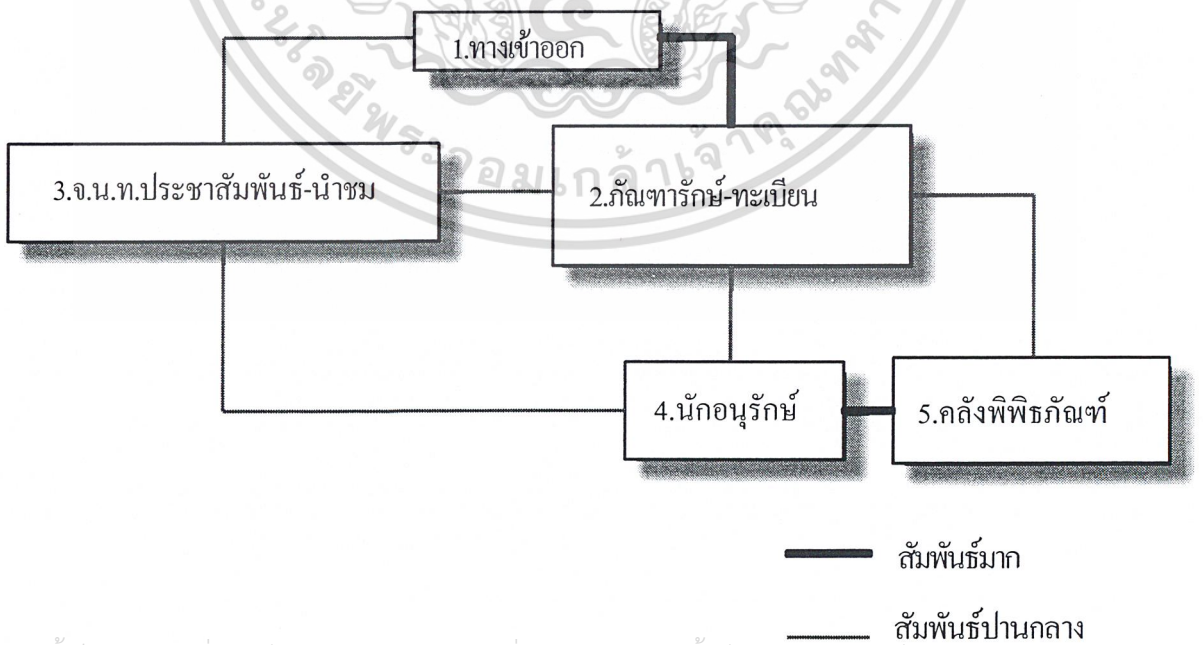 1.ทางเข้าออก
3.จ.น.ท.ประชาสัมพันธ์-นำชม
2.ภัณฑารักษ์-ทะเบียน
4.นักอนุรักษ์
5.คลังพิพิธภัณฑ์
สัมพันธ์มาก
สัมพันธ์ปานกลาง